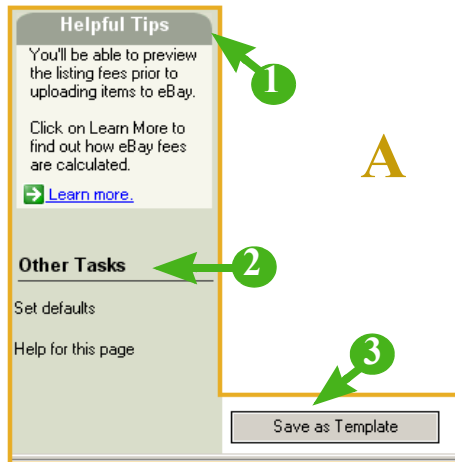 Helpful Tips
You'll be able to preview
the listing fees prior to
uploading items to eBay.
Click on Learn More to
find out how eBay fees
are calculated.
Learn more.
1
A
Other Tasks
2
Set defaults
Help for this page
3
Save as Template